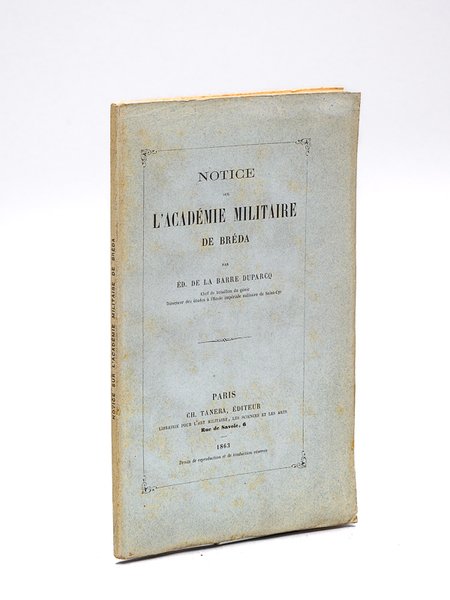 NOTICE
SUR
L'ACADÉMIE MILITAIRE
DE BRÉDA
PAR
ÉD. DE LA BARRE DUPARCQ
Chef de bataillon du génie
Directeur des études à l'École impériale militaire de Saint-Cyr
PARIS
CH. TANERA, ÉDITEUR
LIBRAIRIE POUR L'ART MILITAIRE, LES SCIENCES ET LES ARTS
Rue de Savoie, 6
1863
Droits de reproduction et de traduction réservés
NOTICE SUR L'ACADÉMIE MILITAIRE DE BRÉDA